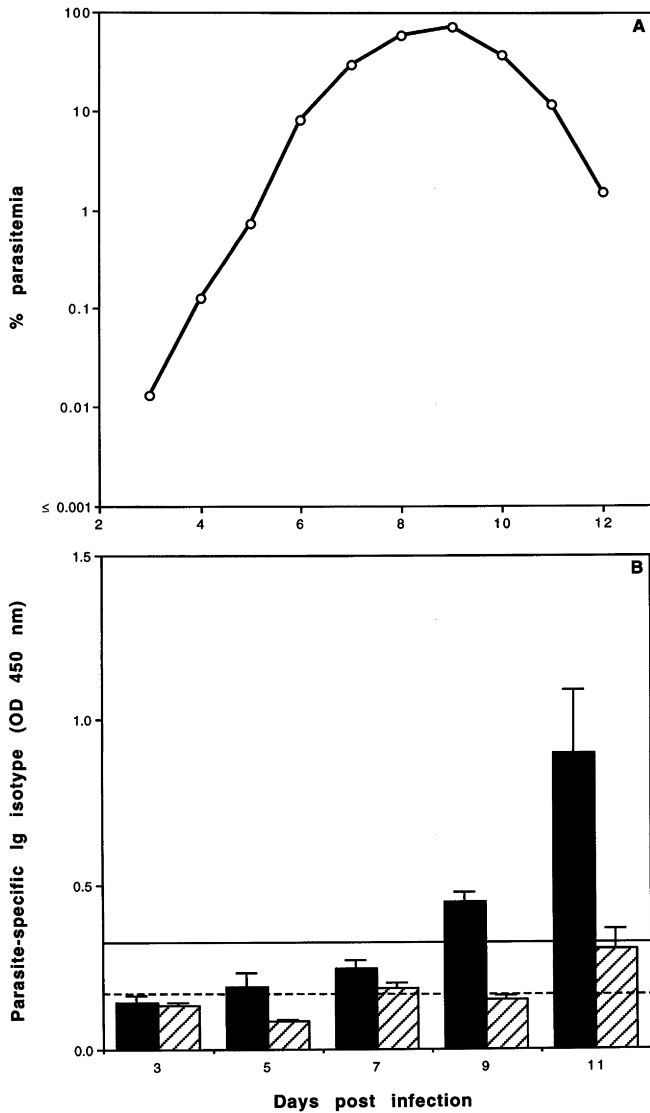 A
% parasitemia
100
10
1
0.1
0.01
≤ 0.001
2 4 6 8 10 12
B
Parasite-specific Ig isotype (OD 450 nm)
1.5
1.0
0.5
0.0
3 5 7 9 11
Days post infection